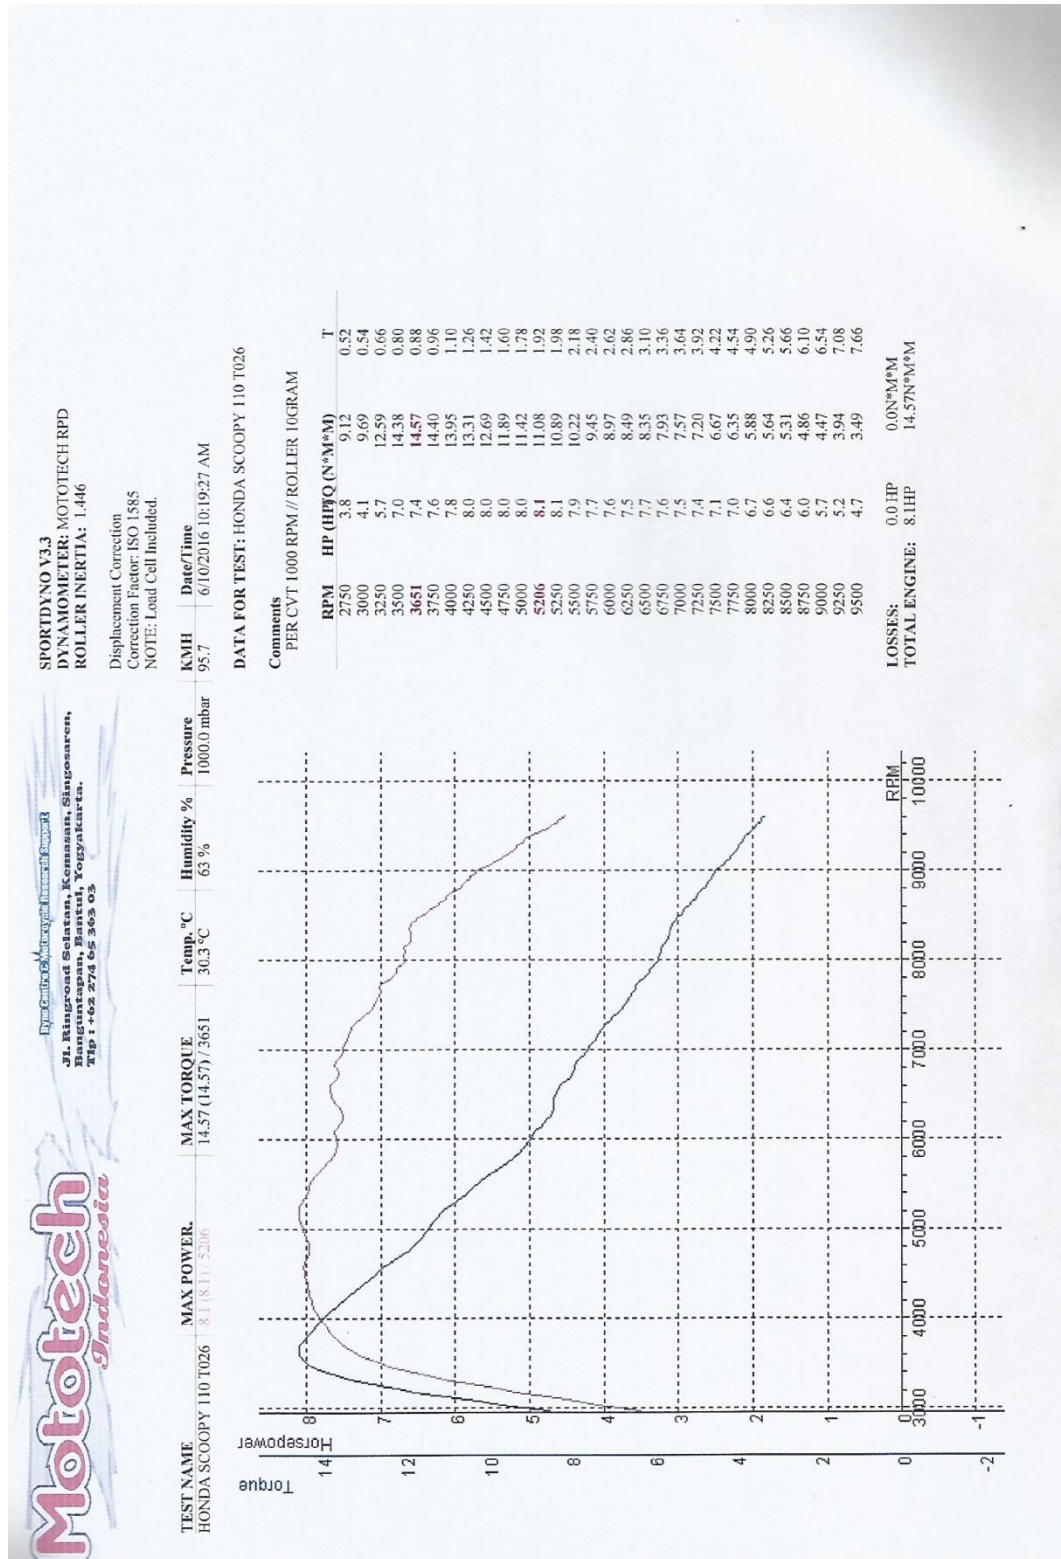 Mototech
Indonesia
Dyno Centre & Motorcycle Research Support
Jl. Ringroad Selatan, Kemasan, Singosaren,
Banguntapan, Bantul, Yogyakarta.
Tlp : +62 274 65 363 03
SPORTDYNO V3.3
DYNAMOMETER: MOTOTECH RPD
ROLLER INERTIA: 1.446
Displacement Correction
Correction Factor: ISO 1585
NOTE: Load Cell Included.
TEST NAME MAX POWER. MAX TORQUE Temp. °C Humidity % Pressure KMH Date/Time
HONDA SCOOPY 110 T026 8.1 (8.1) / 5206 14.57 (14.57) / 3651 30.3 °C 63 % 1000.0 mbar 95.7 6/10/2016 10:19:27 AM
Torque
14
12
10
8
6
4
2
0
-2
Horsepower
8
7
6
5
4
3
2
1
0
-1
RPM
3000 4000 5000 6000 7000 8000 9000 10000
DATA FOR TEST: HONDA SCOOPY 110 T026
Comments
PER CVT 1000 RPM // ROLLER 10GRAM
RPM HP (HP)TQ (N*M*M) T
2750 3.8 9.12 0.52
3000 4.1 9.69 0.54
3250 5.7 12.59 0.66
3500 7.0 14.38 0.80
3651 7.4 14.57 0.88
3750 7.6 14.40 0.96
4000 7.8 13.95 1.10
4250 8.0 13.31 1.26
4500 8.0 12.69 1.42
4750 8.0 11.89 1.60
5000 8.0 11.42 1.78
5206 8.1 11.08 1.92
5250 8.1 10.89 1.98
5500 7.9 10.22 2.18
5750 7.7 9.45 2.40
6000 7.6 8.97 2.62
6250 7.5 8.49 2.86
6500 7.7 8.35 3.10
6750 7.6 7.93 3.36
7000 7.5 7.57 3.64
7250 7.4 7.20 3.92
7500 7.1 6.67 4.22
7750 7.0 6.35 4.54
8000 6.7 5.88 4.90
8250 6.6 5.64 5.26
8500 6.4 5.31 5.66
8750 6.0 4.86 6.10
9000 5.7 4.47 6.54
9250 5.2 3.94 7.08
9500 4.7 3.49 7.66
LOSSES: 0.0 HP 0.0N*M*M
TOTAL ENGINE: 8.1HP 14.57N*M*M